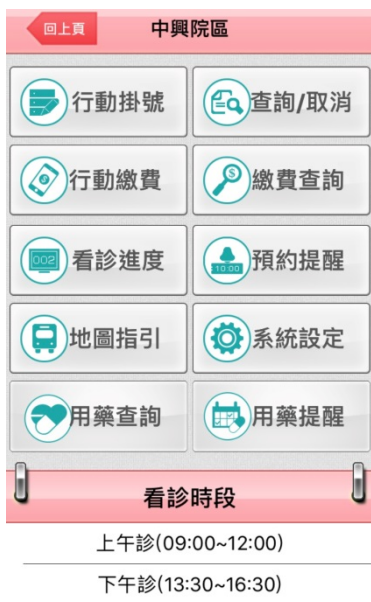 回上頁 中興院區
行動掛號 查詢/取消
行動繳費 繳費查詢
002 看診進度 10:00 預約提醒
地圖指引 系統設定
用藥查詢 用藥提醒
看診時段
上午診(09:00~12:00)
下午診(13:30~16:30)